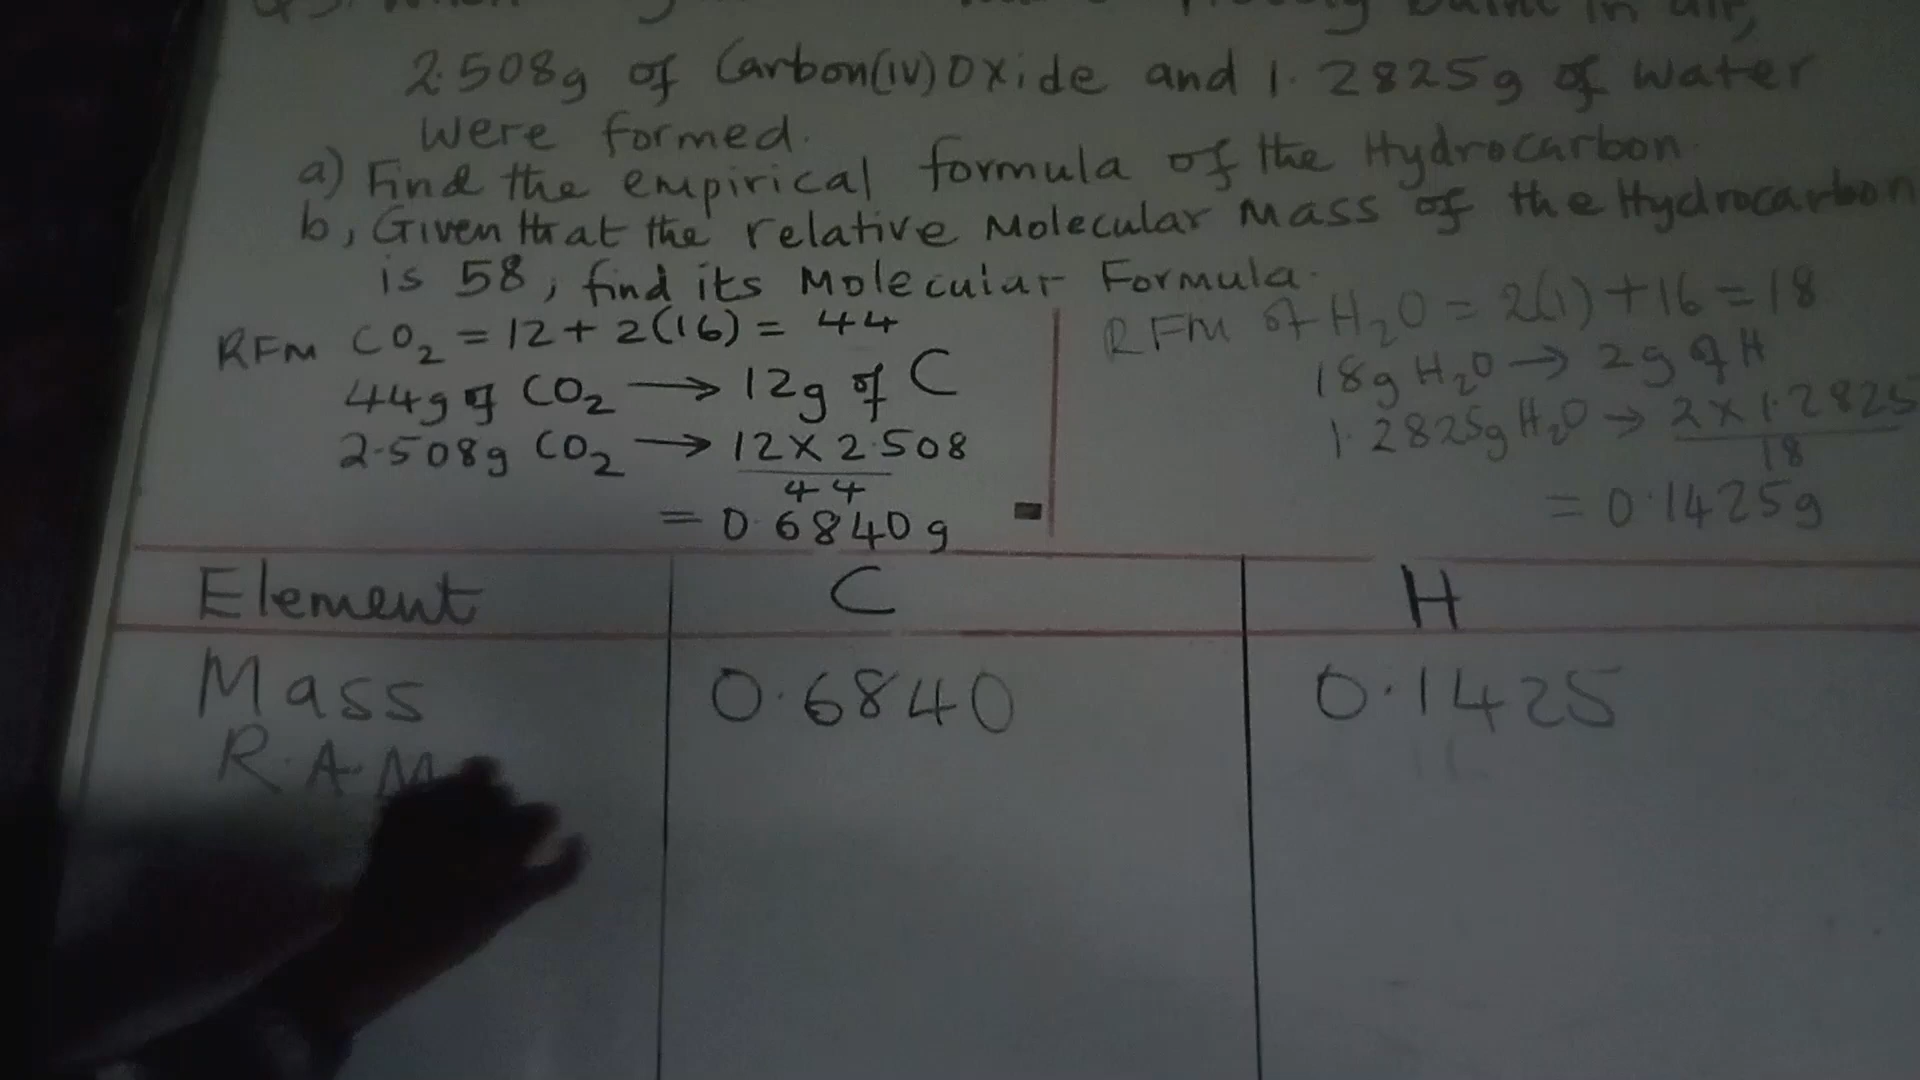 in air,
2.508g of Carbon(iv)Oxide and 1.2825g of water
were formed.
a) Find the empirical formula of the Hydrocarbon.
b, Given that the relative Molecular Mass of the Hydrocarbon
is 58, find its Molecular Formula.
RFM CO2 = 12 + 2(16) = 44
44g of CO2 → 12g of C
2.508g CO2 → 12 × 2.508
44
= 0.6840g
RFM of H2O = 2(1) + 16 = 18
18g H2O → 2g of H
1.2825g H2O → 2 × 1.2825
18
= 0.1425g
Element C H
Mass 0.6840 0.1425
R.A.M